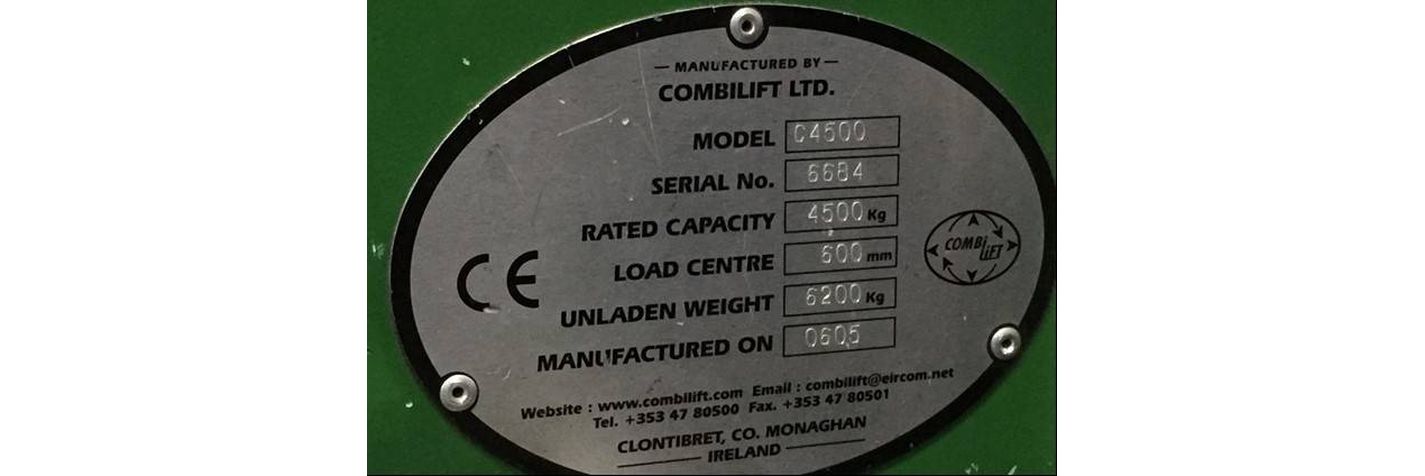 — MANUFACTURED BY —
COMBILIFT LTD.
MODEL C4500
SERIAL No. 6684
RATED CAPACITY 4500 Kg
LOAD CENTRE 600 mm
UNLADEN WEIGHT 6200 Kg
MANUFACTURED ON 0605
CE
COMBiLiFT
Website : www.combilift.com Email : combilift@eircom.net
Tel. +353 47 80500 Fax. +353 47 80501
CLONTIBRET, CO. MONAGHAN
IRELAND